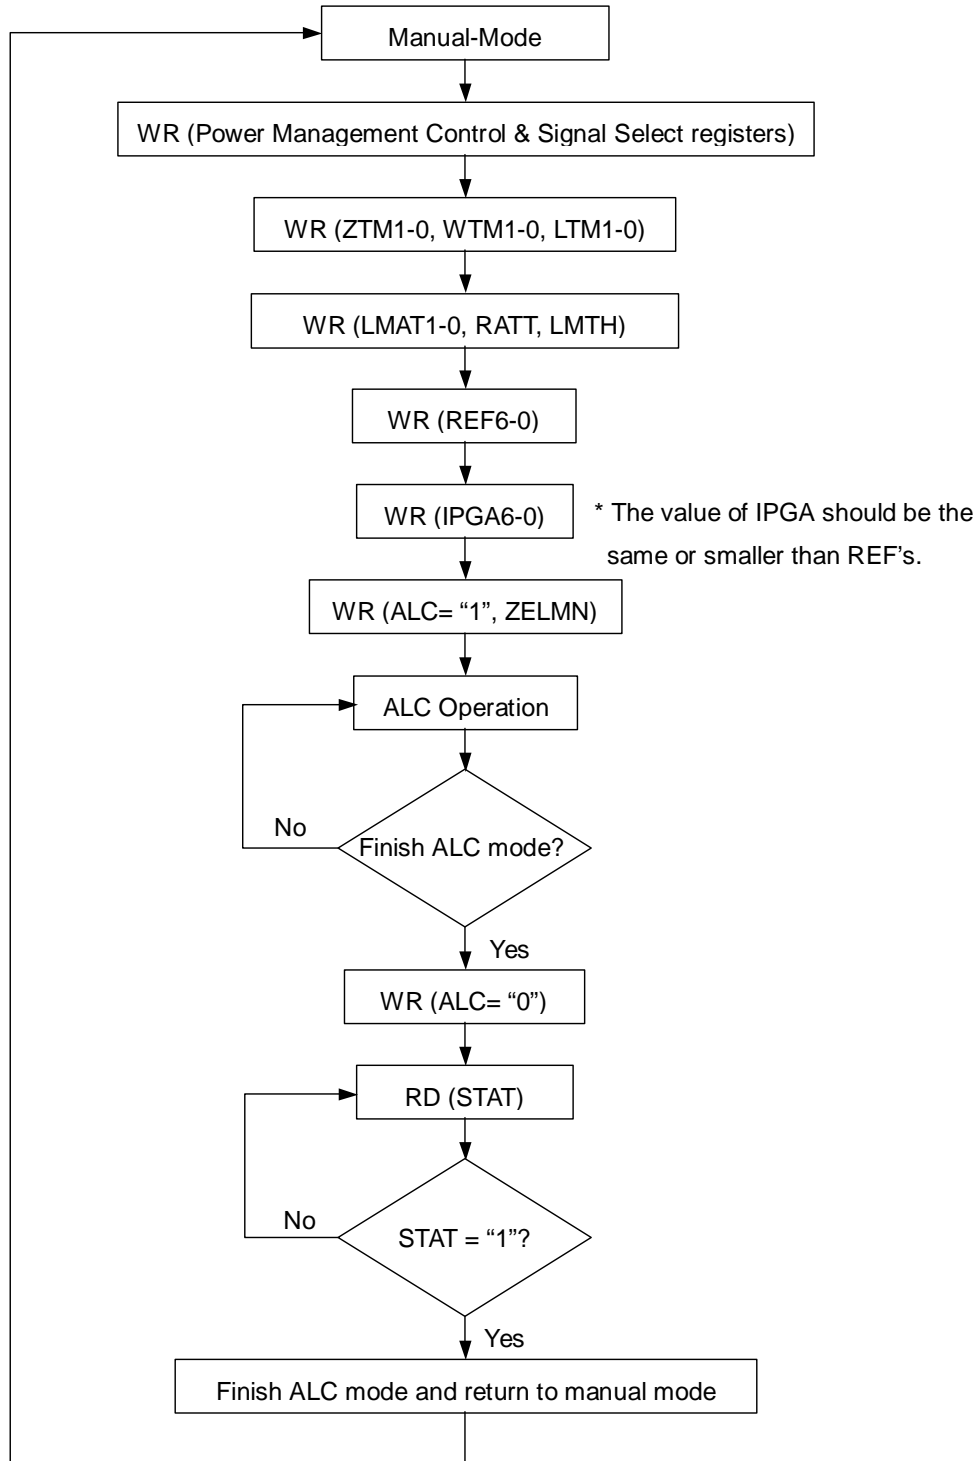 Manual-Mode
WR (Power Management Control & Signal Select registers)
WR (ZTM1-0, WTM1-0, LTM1-0)
WR (LMAT1-0, RATT, LMTH)
WR (REF6-0)
WR (IPGA6-0)
* The value of IPGA should be the
same or smaller than REF’s.
WR (ALC= “1”, ZELMN)
ALC Operation
No
Finish ALC mode?
Yes
WR (ALC= “0”)
RD (STAT)
No
STAT = “1”?
Yes
Finish ALC mode and return to manual mode